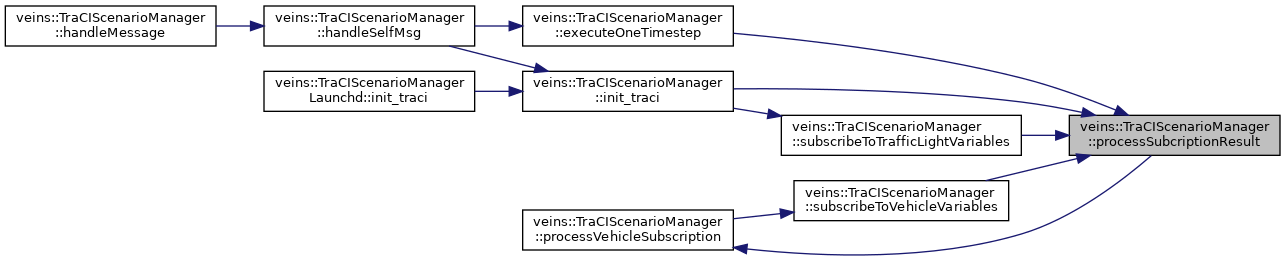 veins::TraCIScenarioManager
::handleMessage
veins::TraCIScenarioManager
::handleSelfMsg
veins::TraCIScenarioManager
::executeOneTimestep
veins::TraCIScenarioManager
Launchd::init_traci
veins::TraCIScenarioManager
::init_traci
veins::TraCIScenarioManager
::subscribeToTrafficLightVariables
veins::TraCIScenarioManager
::processSubcriptionResult
veins::TraCIScenarioManager
::subscribeToVehicleVariables
veins::TraCIScenarioManager
::processVehicleSubscription